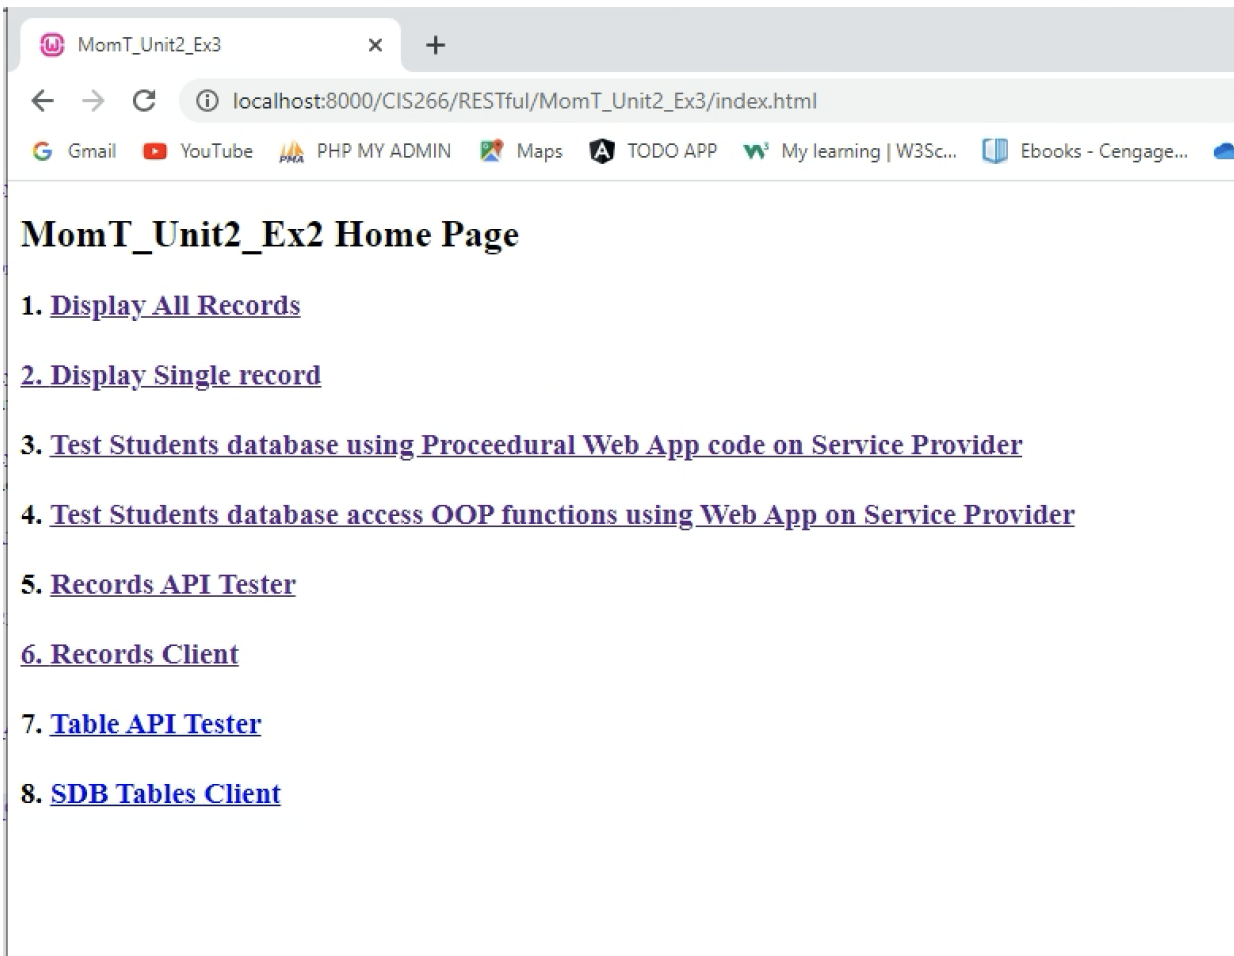 MomT_Unit2_Ex3
localhost:8000/CIS266/RESTful/MomT_Unit2_Ex3/index.html
Gmail YouTube PHP MY ADMIN Maps TODO APP My learning | W3Sc... Ebooks - Cengage...
MomT_Unit2_Ex2 Home Page
1. Display All Records
2. Display Single record
3. Test Students database using Proceedural Web App code on Service Provider
4. Test Students database access OOP functions using Web App on Service Provider
5. Records API Tester
6. Records Client
7. Table API Tester
8. SDB Tables Client